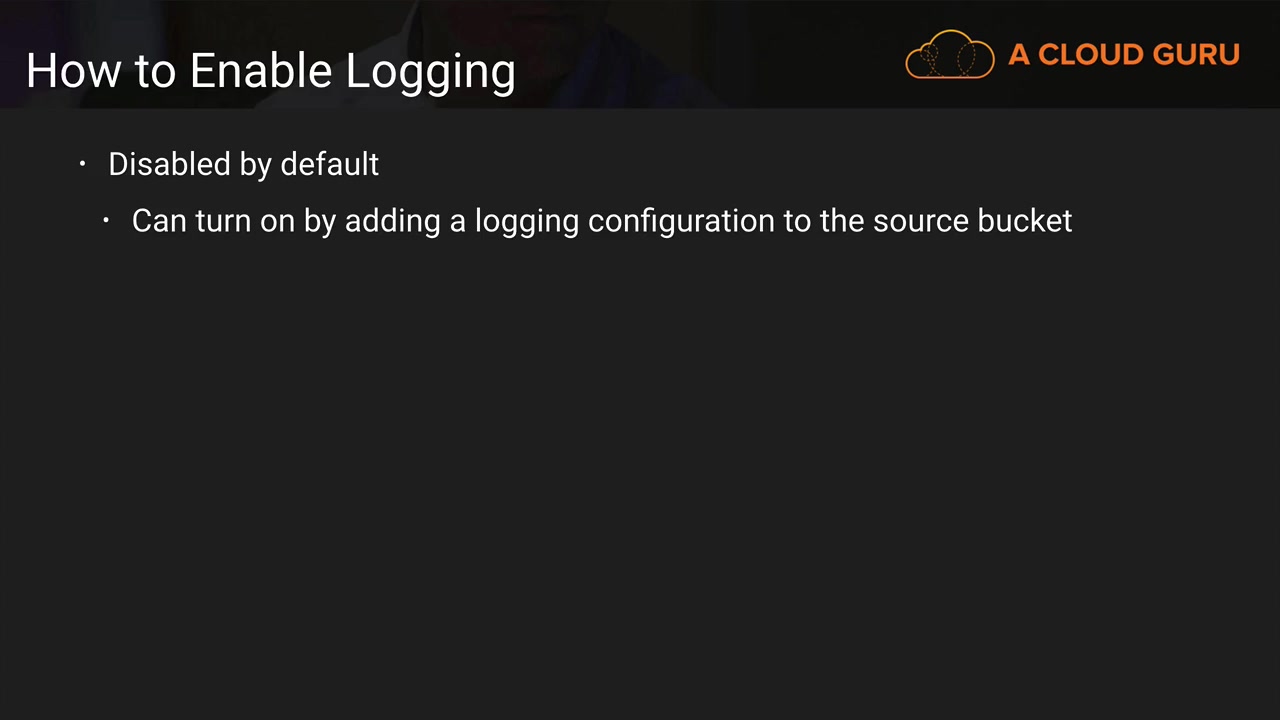 How to Enable Logging
A CLOUD GURU
• Disabled by default
• Can turn on by adding a logging configuration to the source bucket